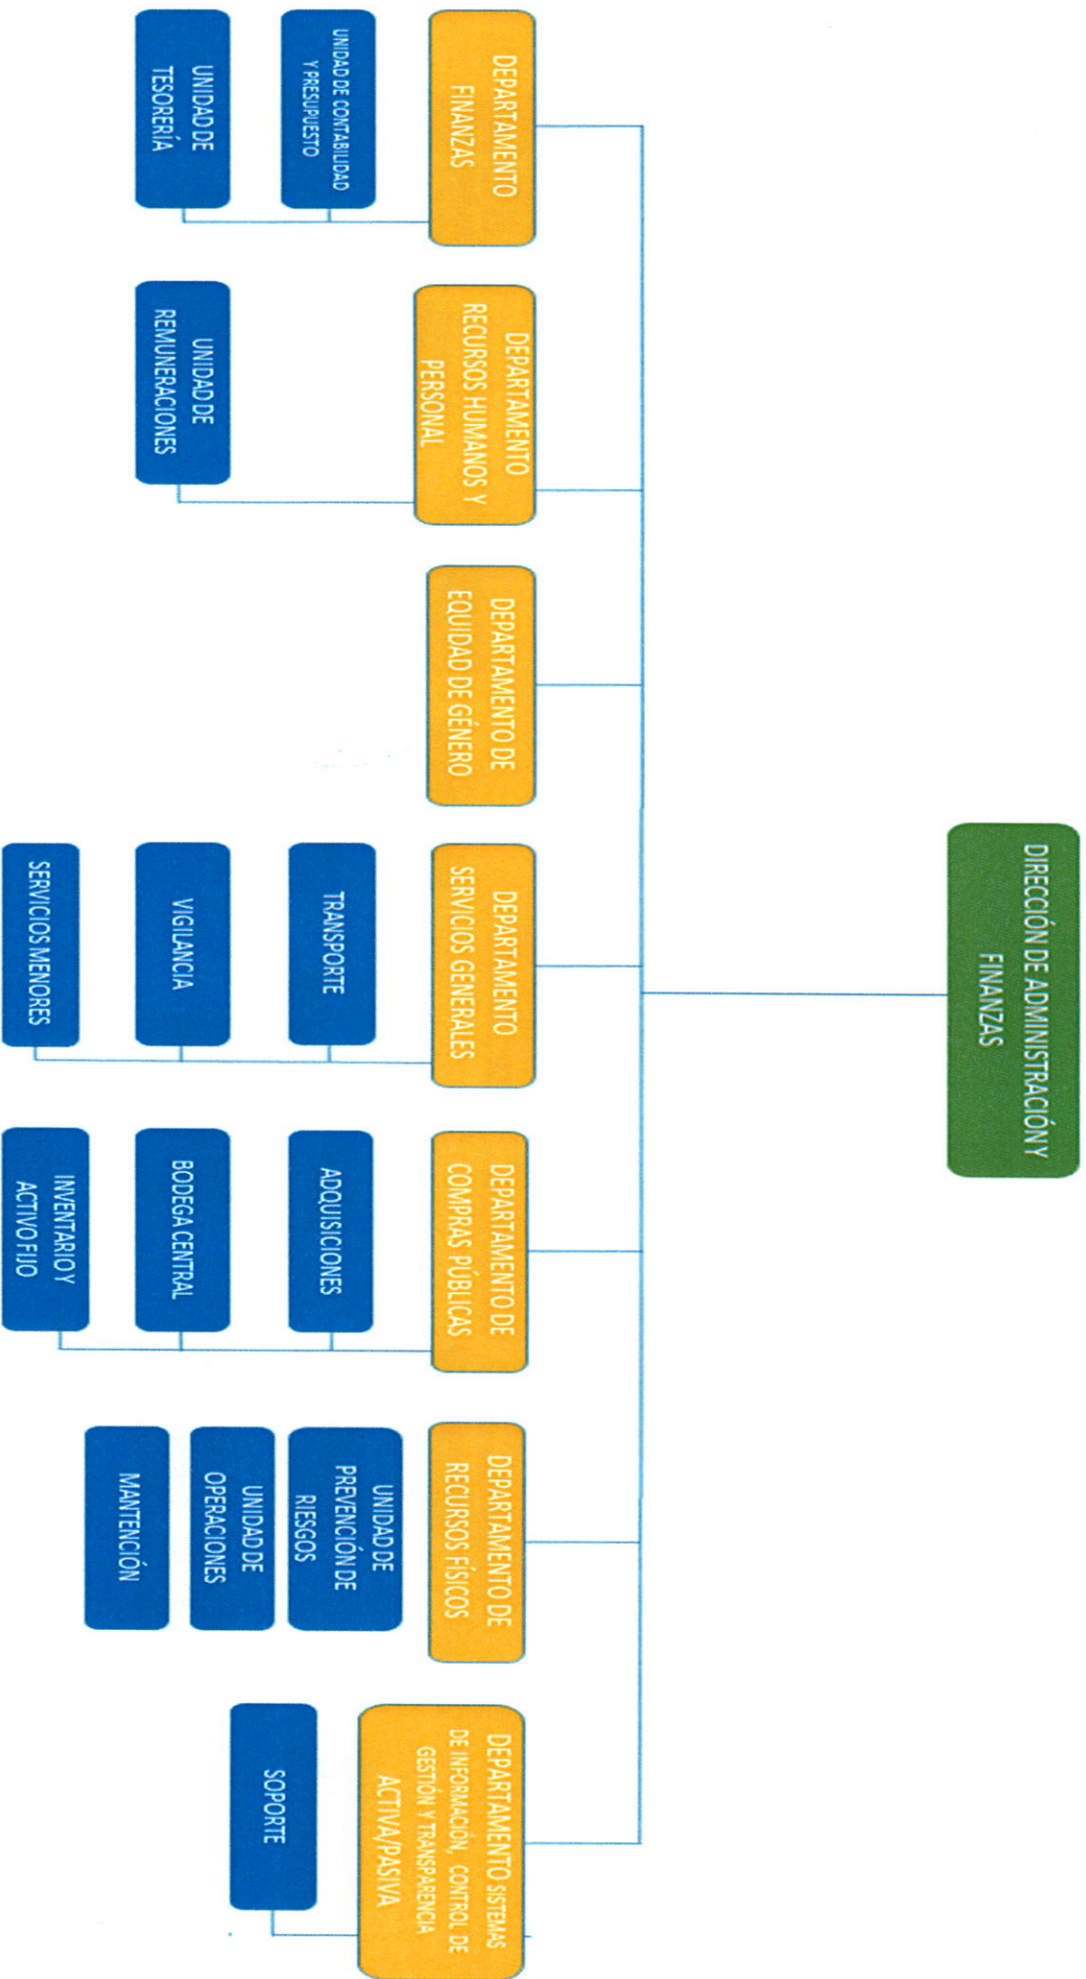 DIRECCIÓN DE ADMINISTRACIÓN Y
FINANZAS
DEPARTAMENTO
FINANZAS
UNIDAD DE CONTABILIDAD
Y PRESUPUESTO
UNIDAD DE
TESORERÍA
DEPARTAMENTO
RECURSOS HUMANOS Y
PERSONAL
UNIDAD DE
REMUNERACIONES
DEPARTAMENTO DE
EQUIDAD DE GÉNERO
DEPARTAMENTO
SERVICIOS GENERALES
TRANSPORTE
VIGILANCIA
SERVICIOS MENORES
DEPARTAMENTO DE
COMPRAS PÚBLICAS
ADQUISICIONES
BODEGA CENTRAL
INVENTARIO Y
ACTIVO FIJO
DEPARTAMENTO DE
RECURSOS FÍSICOS
UNIDAD DE
PREVENCIÓN DE
RIESGOS
UNIDAD DE
OPERACIONES
MANTENCIÓN
DEPARTAMENTO SISTEMAS
DE INFORMACIÓN, CONTROL DE
GESTIÓN Y TRANSPARENCIA
ACTIVA/PASIVA
SOPORTE